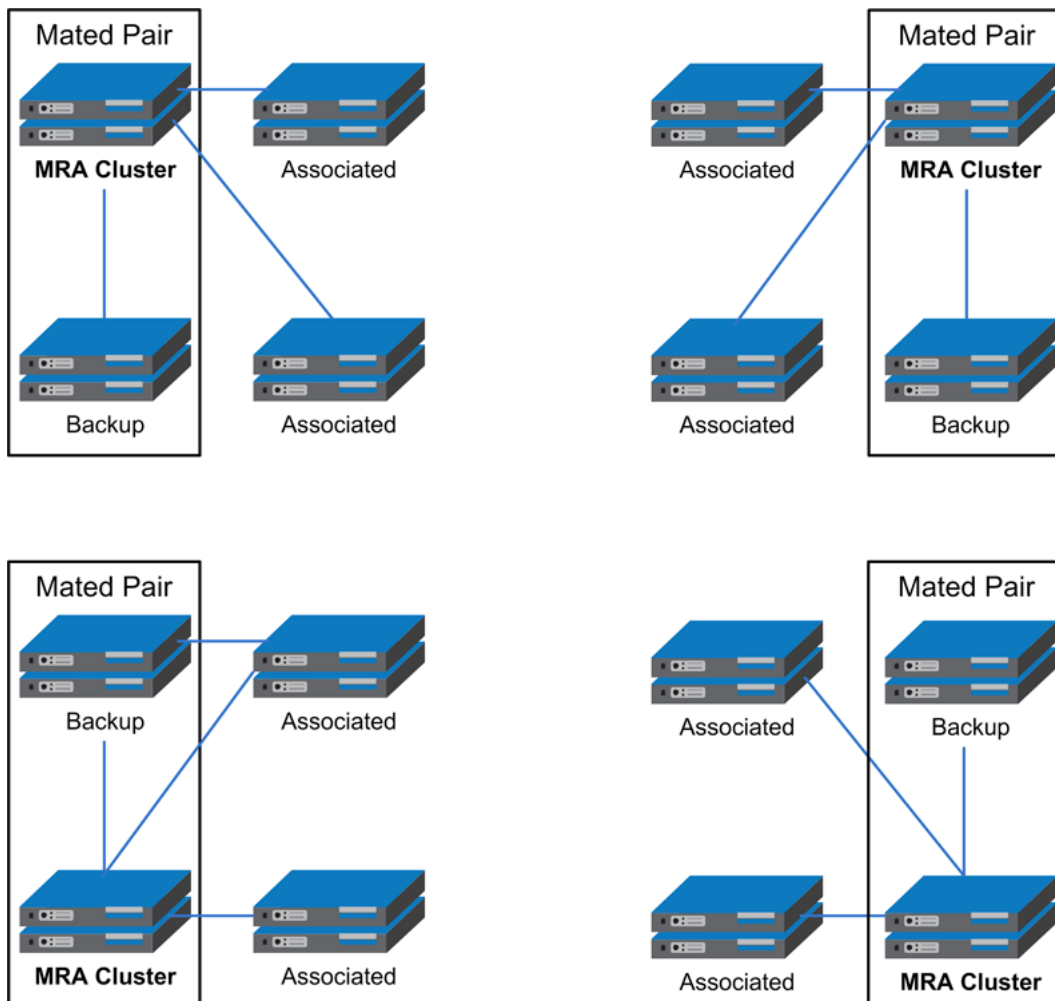 Mated Pair
MRA Cluster
Associated
Backup
Associated
Mated Pair
Associated
MRA Cluster
Associated
Backup
Mated Pair
Backup
Associated
MRA Cluster
Associated
Mated Pair
Associated
Backup
Associated
MRA Cluster